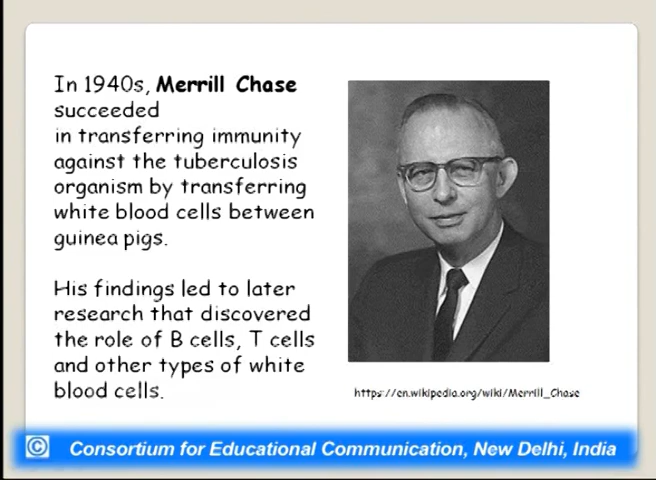 In 1940s, Merrill Chase
succeeded
in transferring immunity
against the tuberculosis
organism by transferring
white blood cells between
guinea pigs.
His findings led to later
research that discovered
the role of B cells, T cells
and other types of white
blood cells.
https://en.wikipedia.org/wiki/Merrill_Chase
© Consortium for Educational Communication, New Delhi, India